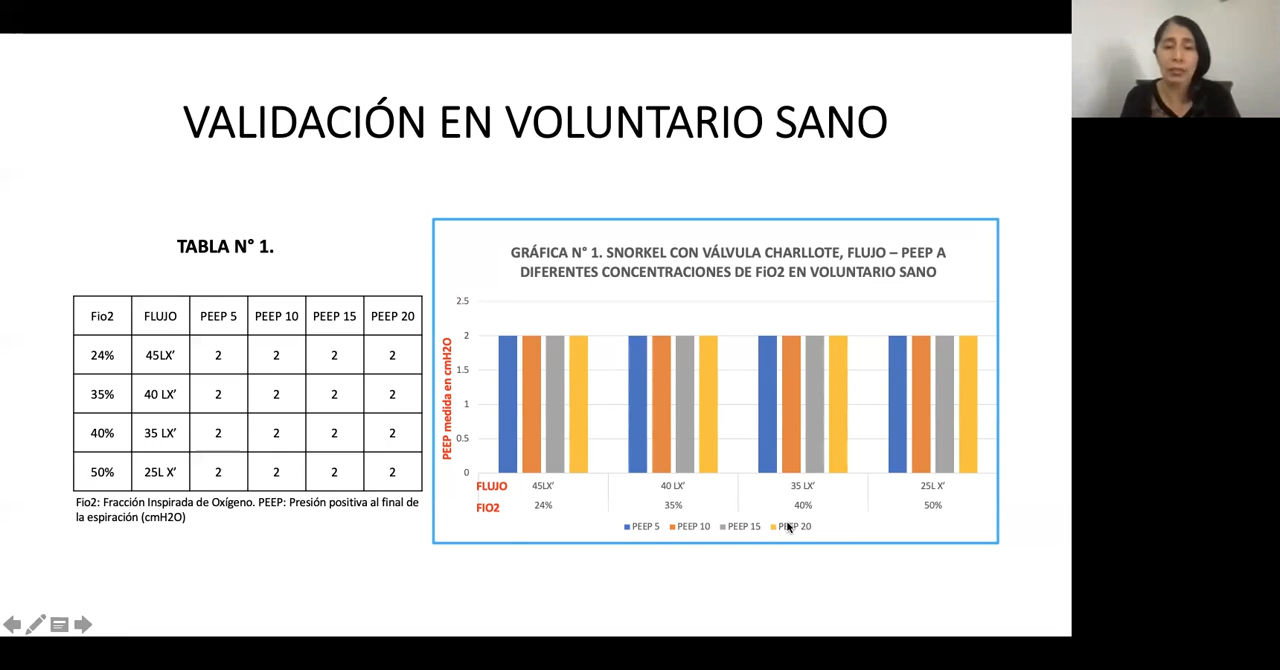 VALIDACIÓN EN VOLUNTARIO SANO
TABLA N° 1.
Fio2 FLUJO PEEP 5 PEEP 10 PEEP 15 PEEP 20
24% 45LX’ 2 2 2 2
35% 40 LX’ 2 2 2 2
40% 35 LX’ 2 2 2 2
50% 25L X’ 2 2 2 2
Fio2: Fracción Inspirada de Oxígeno. PEEP: Presión positiva al final de
la espiración (cmH2O)
GRÁFICA N° 1. SNORKEL CON VÁLVULA CHARLLOTE, FLUJO – PEEP A
DIFERENTES CONCENTRACIONES DE FiO2 EN VOLUNTARIO SANO
PEEP medida en cmH2O
2.5
2
1.5
1
0.5
0
FLUJO 45LX’ 40 LX’ 35 LX’ 25L X’
FIO2 24% 35% 40% 50%
PEEP 5 PEEP 10 PEEP 15 PEEP 20